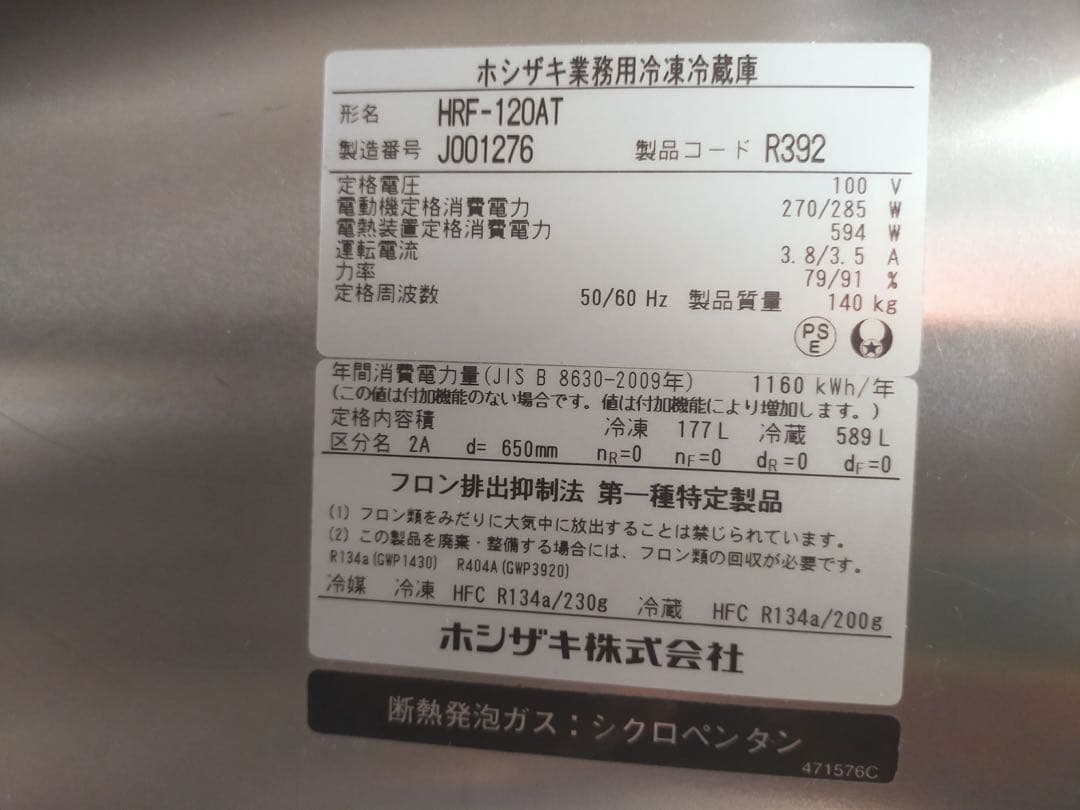 ホシザキ業務用冷凍冷蔵庫
形名 HRF-120AT
製造番号 J001276 製品コード R392
定格電圧 100 V
電動機定格消費電力 270/285 W
電熱装置定格消費電力 594 W
運転電流 3.8/3.5 A
力率 79/91 %
定格周波数 50/60 Hz 製品質量 140 kg
PS E
年間消費電力量(JIS B 8630-2009年) 1160 kWh/年
(この値は付加機能のない場合です。値は付加機能により増加します。)
定格内容積 冷凍 177 L 冷蔵 589 L
区分名 2A d= 650mm nR=0 nF=0 dR=0 dF=0
フロン排出抑制法 第一種特定製品
(1) フロン類をみだりに大気中に放出することは禁じられています。
(2) この製品を廃棄・整備する場合には、フロン類の回収が必要です。
R134a(GWP1430) R404A(GWP3920)
冷媒 冷凍 HFC R134a/230g 冷蔵 HFC R134a/200g
ホシザキ株式会社
断熱発泡ガス：シクロペンタン
471576C